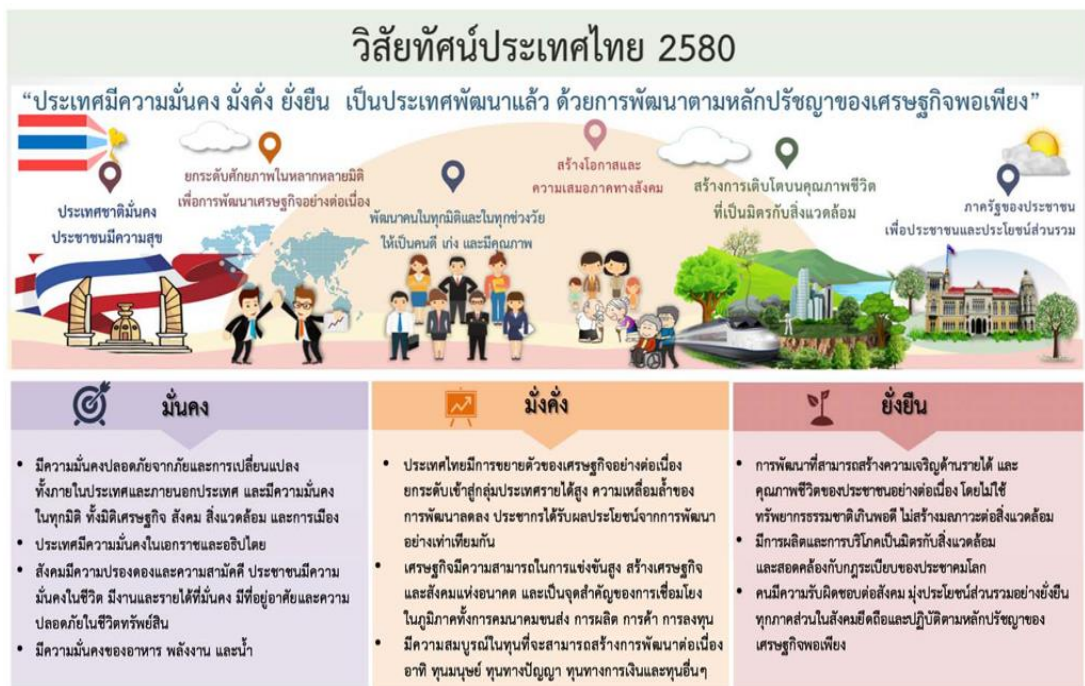 วิสัยทัศน์ประเทศไทย 2580
“ประเทศมีความมั่นคง มั่งคั่ง ยั่งยืน เป็นประเทศพัฒนาแล้ว ด้วยการพัฒนาตามหลักปรัชญาของเศรษฐกิจพอเพียง”
ประเทศชาติมั่นคง
ประชาชนมีความสุข
ยกระดับศักยภาพในหลากหลายมิติ
เพื่อการพัฒนาเศรษฐกิจอย่างต่อเนื่อง
พัฒนาคนในทุกมิติและในทุกช่วงวัย
ให้เป็นคนดี เก่ง และมีคุณภาพ
สร้างโอกาสและ
ความเสมอภาคทางสังคม
สร้างการเติบโตบนคุณภาพชีวิต
ที่เป็นมิตรกับสิ่งแวดล้อม
ภาครัฐของประชาชน
เพื่อประชาชนและประโยชน์ส่วนรวม
มั่นคง
• มีความมั่นคงปลอดภัยจากภัยและการเปลี่ยนแปลง
ทั้งภายในประเทศและภายนอกประเทศ และมีความมั่นคง
ในทุกมิติ ทั้งมิติเศรษฐกิจ สังคม สิ่งแวดล้อม และการเมือง
• ประเทศมีความมั่นคงในเอกราชและอธิปไตย
• สังคมมีความปรองดองและความสามัคคี ประชาชนมีความ
มั่นคงในชีวิต มีงานและรายได้ที่มั่นคง มีที่อยู่อาศัยและความ
ปลอดภัยในชีวิตทรัพย์สิน
• มีความมั่นคงของอาหาร พลังงาน และน้ำ
มั่งคั่ง
• ประเทศไทยมีการขยายตัวของเศรษฐกิจอย่างต่อเนื่อง
ยกระดับเข้าสู่กลุ่มประเทศรายได้สูง ความเหลื่อมล้ำของ
การพัฒนาลดลง ประชากรได้รับผลประโยชน์จากการพัฒนา
อย่างเท่าเทียมกัน
• เศรษฐกิจมีความสามารถในการแข่งขันสูง สร้างเศรษฐกิจ
และสังคมแห่งอนาคต และเป็นจุดสำคัญของการเชื่อมโยง
ในภูมิภาคทั้งการคมนาคมขนส่ง การผลิต การค้า การลงทุน
• มีความสมบูรณ์ในทุนที่จะสามารถสร้างการพัฒนาต่อเนื่อง
อาทิ ทุนมนุษย์ ทุนทางปัญญา ทุนทางการเงินและทุนอื่นๆ
ยั่งยืน
• การพัฒนาที่สามารถสร้างความเจริญด้านรายได้ และ
คุณภาพชีวิตของประชาชนอย่างต่อเนื่อง โดยไม่ใช้
ทรัพยากรธรรมชาติเกินพอดี ไม่สร้างมลภาวะต่อสิ่งแวดล้อม
• มีการผลิตและการบริโภคเป็นมิตรกับสิ่งแวดล้อม
และสอดคล้องกับกฎระเบียบของประชาคมโลก
• คนมีความรับผิดชอบต่อสังคม มุ่งประโยชน์ส่วนรวมอย่างยั่งยืน
ทุกภาคส่วนในสังคมยึดถือและปฏิบัติตามหลักปรัชญาของ
เศรษฐกิจพอเพียง